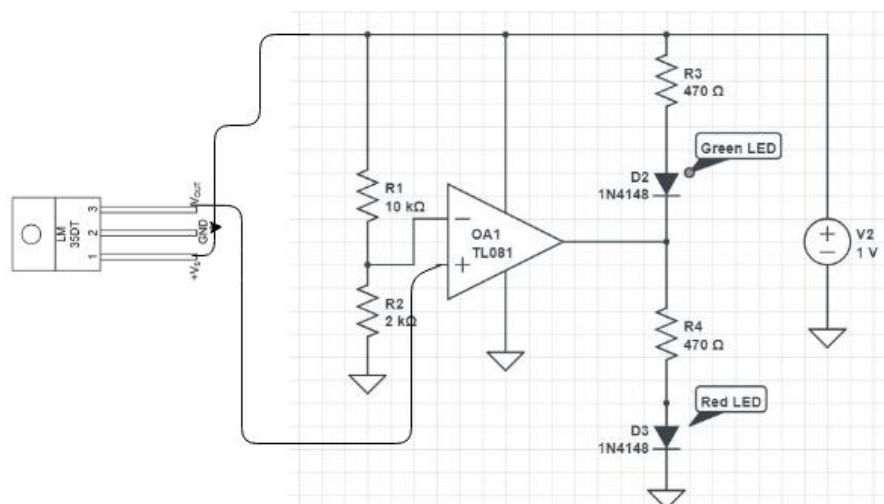 R3
470 Ω
Green LED
D2
1N4148
R1
10 kΩ
VOUT
3
LM
35DT
2
GND
1
+VS
−
OA1
TL081
+
V2
1 V
+
−
R2
2 kΩ
R4
470 Ω
Red LED
D3
1N4148